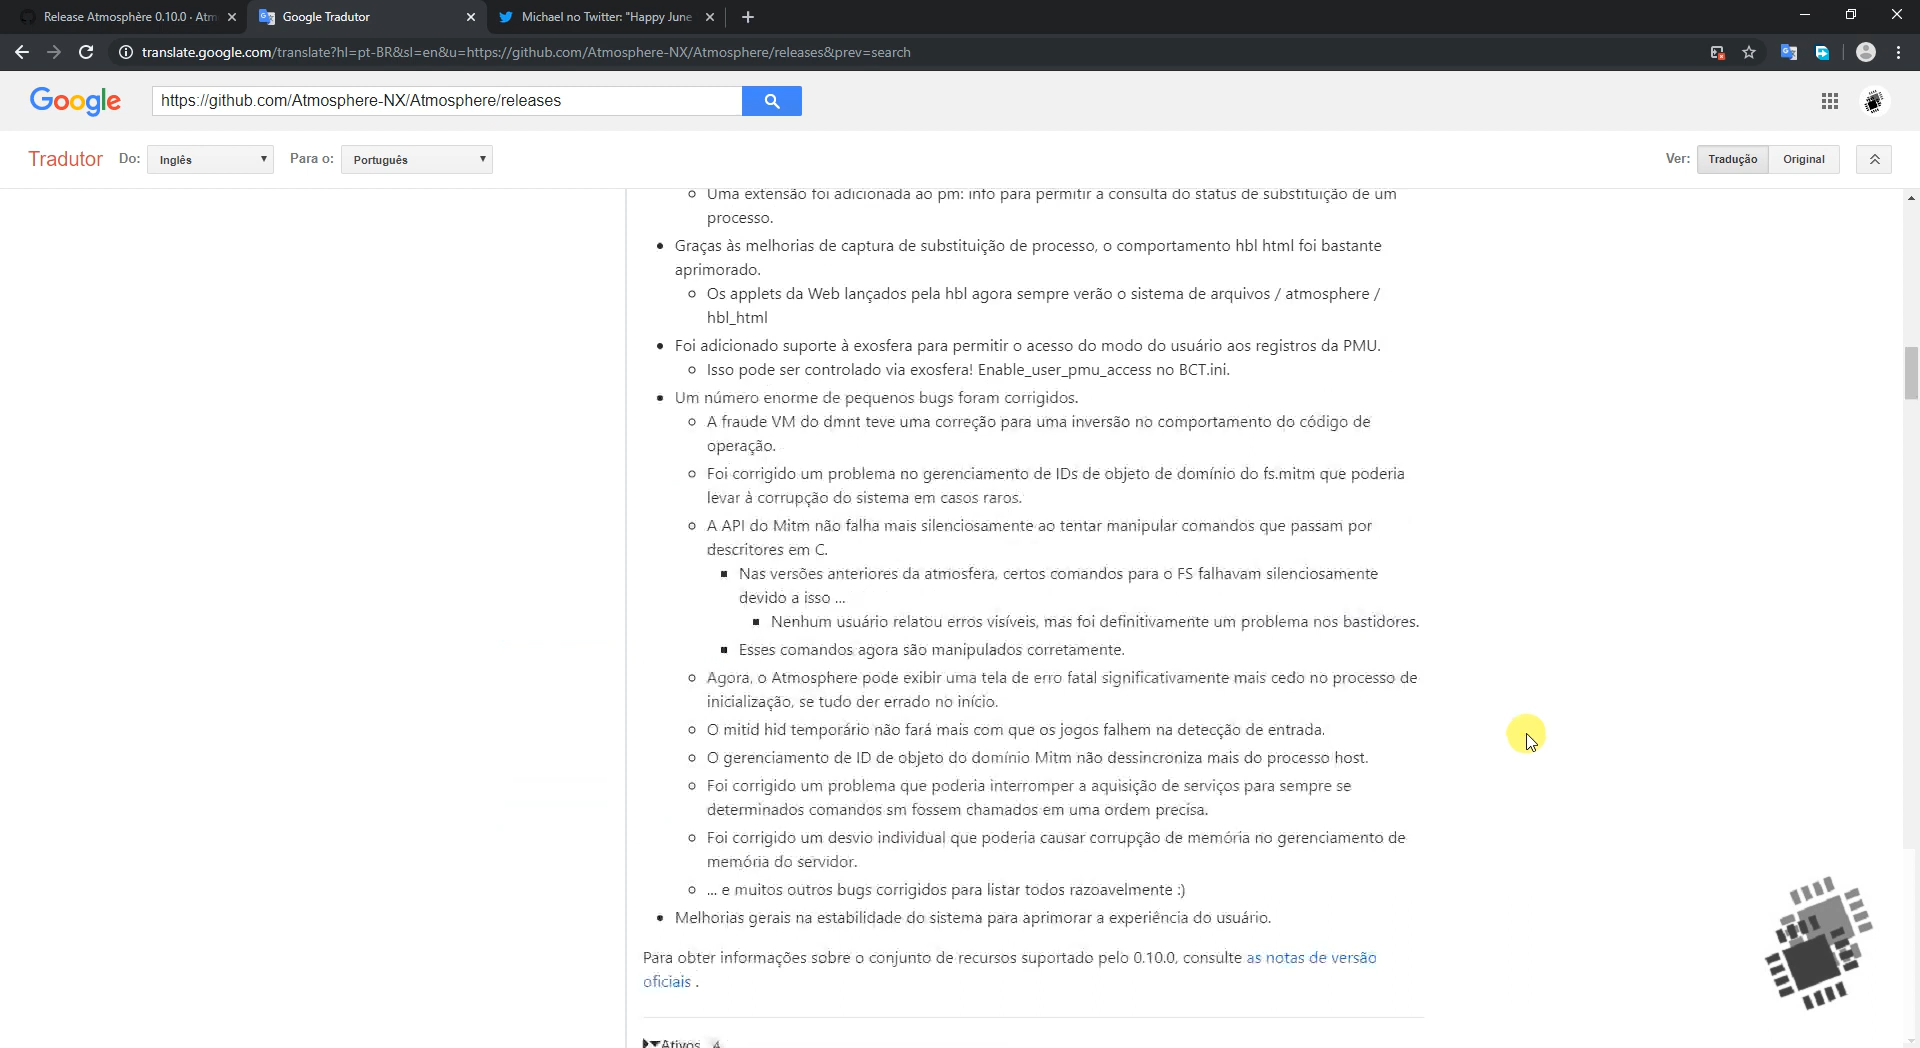 Release Atmosphère 0.10.0 · Atm
Google Tradutor
Michael no Twitter: "Happy June
translate.google.com/translate?hl=pt-BR&sl=en&u=https://github.com/Atmosphere-NX/Atmosphere/releases&prev=search
Google
https://github.com/Atmosphere-NX/Atmosphere/releases
Tradutor Do: Inglês Para o: Português Ver: Tradução Original
Uma extensão foi adicionada ao pm: info para permitir a consulta do status de substituição de um
processo.
Graças às melhorias de captura de substituição de processo, o comportamento hbl html foi bastante
aprimorado.
Os applets da Web lançados pela hbl agora sempre verão o sistema de arquivos / atmosphere /
hbl_html
Foi adicionado suporte à exosfera para permitir o acesso do modo do usuário aos registros da PMU.
Isso pode ser controlado via exosfera! Enable_user_pmu_access no BCT.ini.
Um número enorme de pequenos bugs foram corrigidos.
A fraude VM do dmnt teve uma correção para uma inversão no comportamento do código de
operação.
Foi corrigido um problema no gerenciamento de IDs de objeto de domínio do fs.mitm que poderia
levar à corrupção do sistema em casos raros.
A API do Mitm não falha mais silenciosamente ao tentar manipular comandos que passam por
descritores em C.
Nas versões anteriores da atmosfera, certos comandos para o FS falhavam silenciosamente
devido a isso ...
Nenhum usuário relatou erros visíveis, mas foi definitivamente um problema nos bastidores.
Esses comandos agora são manipulados corretamente.
Agora, o Atmosphere pode exibir uma tela de erro fatal significativamente mais cedo no processo de
inicialização, se tudo der errado no início.
O mitid hid temporário não fará mais com que os jogos falhem na detecção de entrada.
O gerenciamento de ID de objeto do domínio Mitm não dessincroniza mais do processo host.
Foi corrigido um problema que poderia interromper a aquisição de serviços para sempre se
determinados comandos sm fossem chamados em uma ordem precisa.
Foi corrigido um desvio individual que poderia causar corrupção de memória no gerenciamento de
memória do servidor.
... e muitos outros bugs corrigidos para listar todos razoavelmente :)
Melhorias gerais na estabilidade do sistema para aprimorar a experiência do usuário.
Para obter informações sobre o conjunto de recursos suportado pelo 0.10.0, consulte as notas de versão
oficiais .
Ativos 4